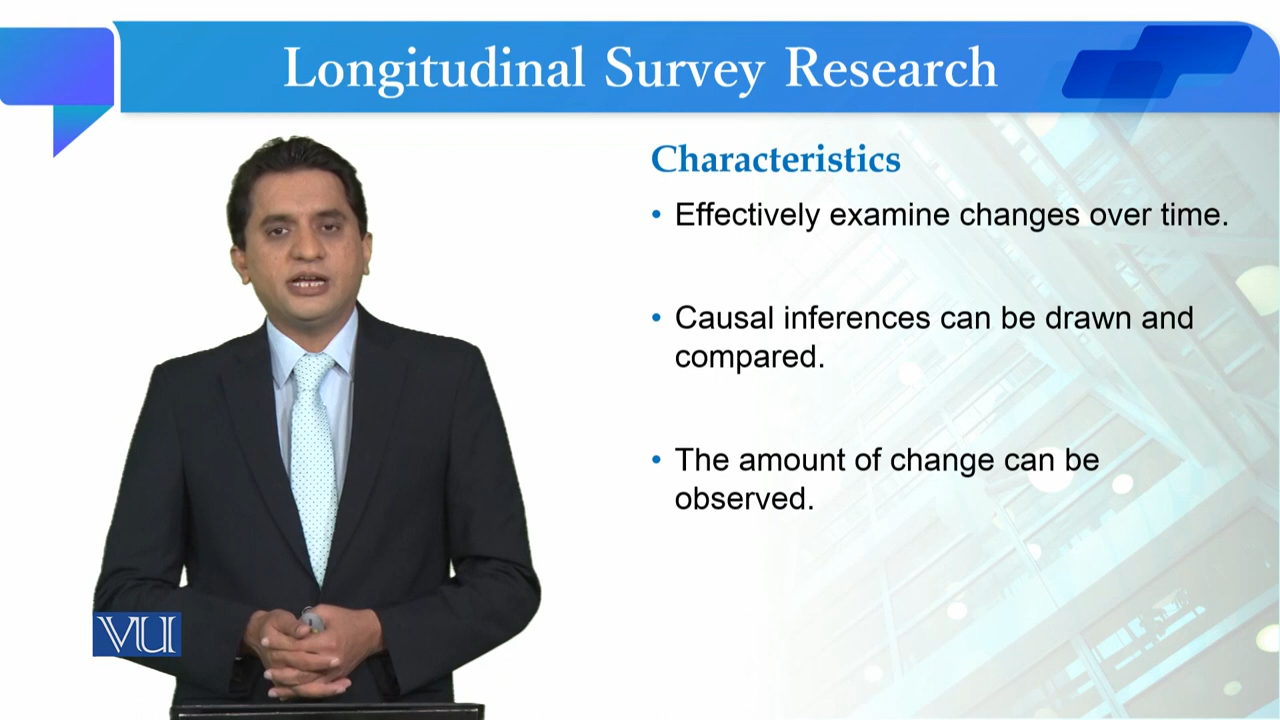 Longitudinal Survey Research
Characteristics
• Effectively examine changes over time.
• Causal inferences can be drawn and
compared.
• The amount of change can be
observed.
VU